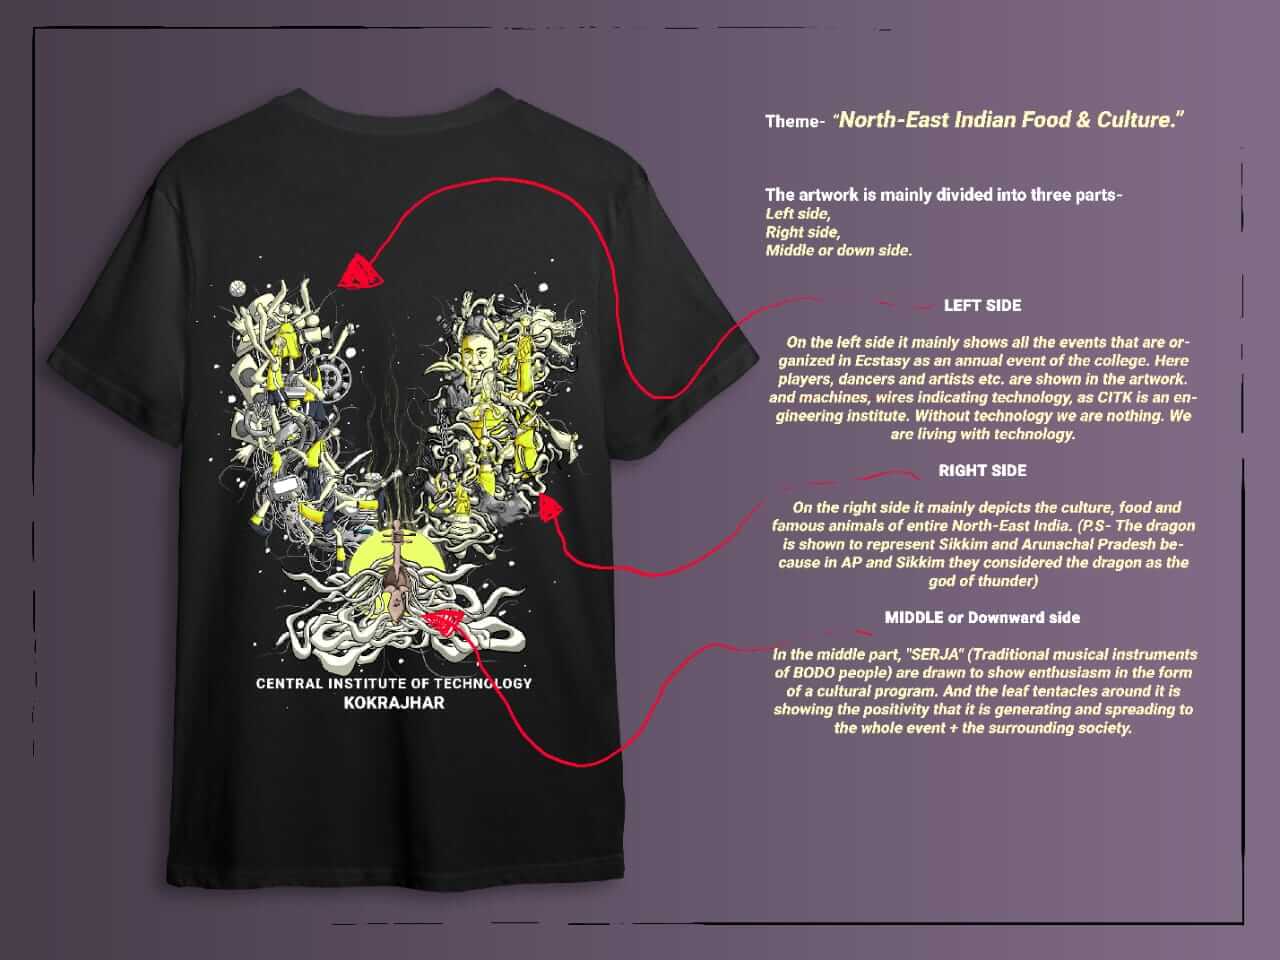 Theme- "North-East Indian Food & Culture."
The artwork is mainly divided into three parts-
Left side,
Right side,
Middle or down side.
LEFT SIDE
On the left side it mainly shows all the events that are or-
ganized in Ecstasy as an annual event of the college. Here
players, dancers and artists etc. are shown in the artwork.
and machines, wires indicating technology, as CITK is an en-
gineering institute. Without technology we are nothing. We
are living with technology.
RIGHT SIDE
On the right side it mainly depicts the culture, food and
famous animals of entire North-East India. (P.S- The dragon
is shown to represent Sikkim and Arunachal Pradesh be-
cause in AP and Sikkim they considered the dragon as the
god of thunder)
MIDDLE or Downward side
In the middle part, "SERJA" (Traditional musical instruments
of BODO people) are drawn to show enthusiasm in the form
of a cultural program. And the leaf tentacles around it is
showing the positivity that it is generating and spreading to
the whole event + the surrounding society.
CENTRAL INSTITUTE OF TECHNOLOGY
KOKRAJHAR